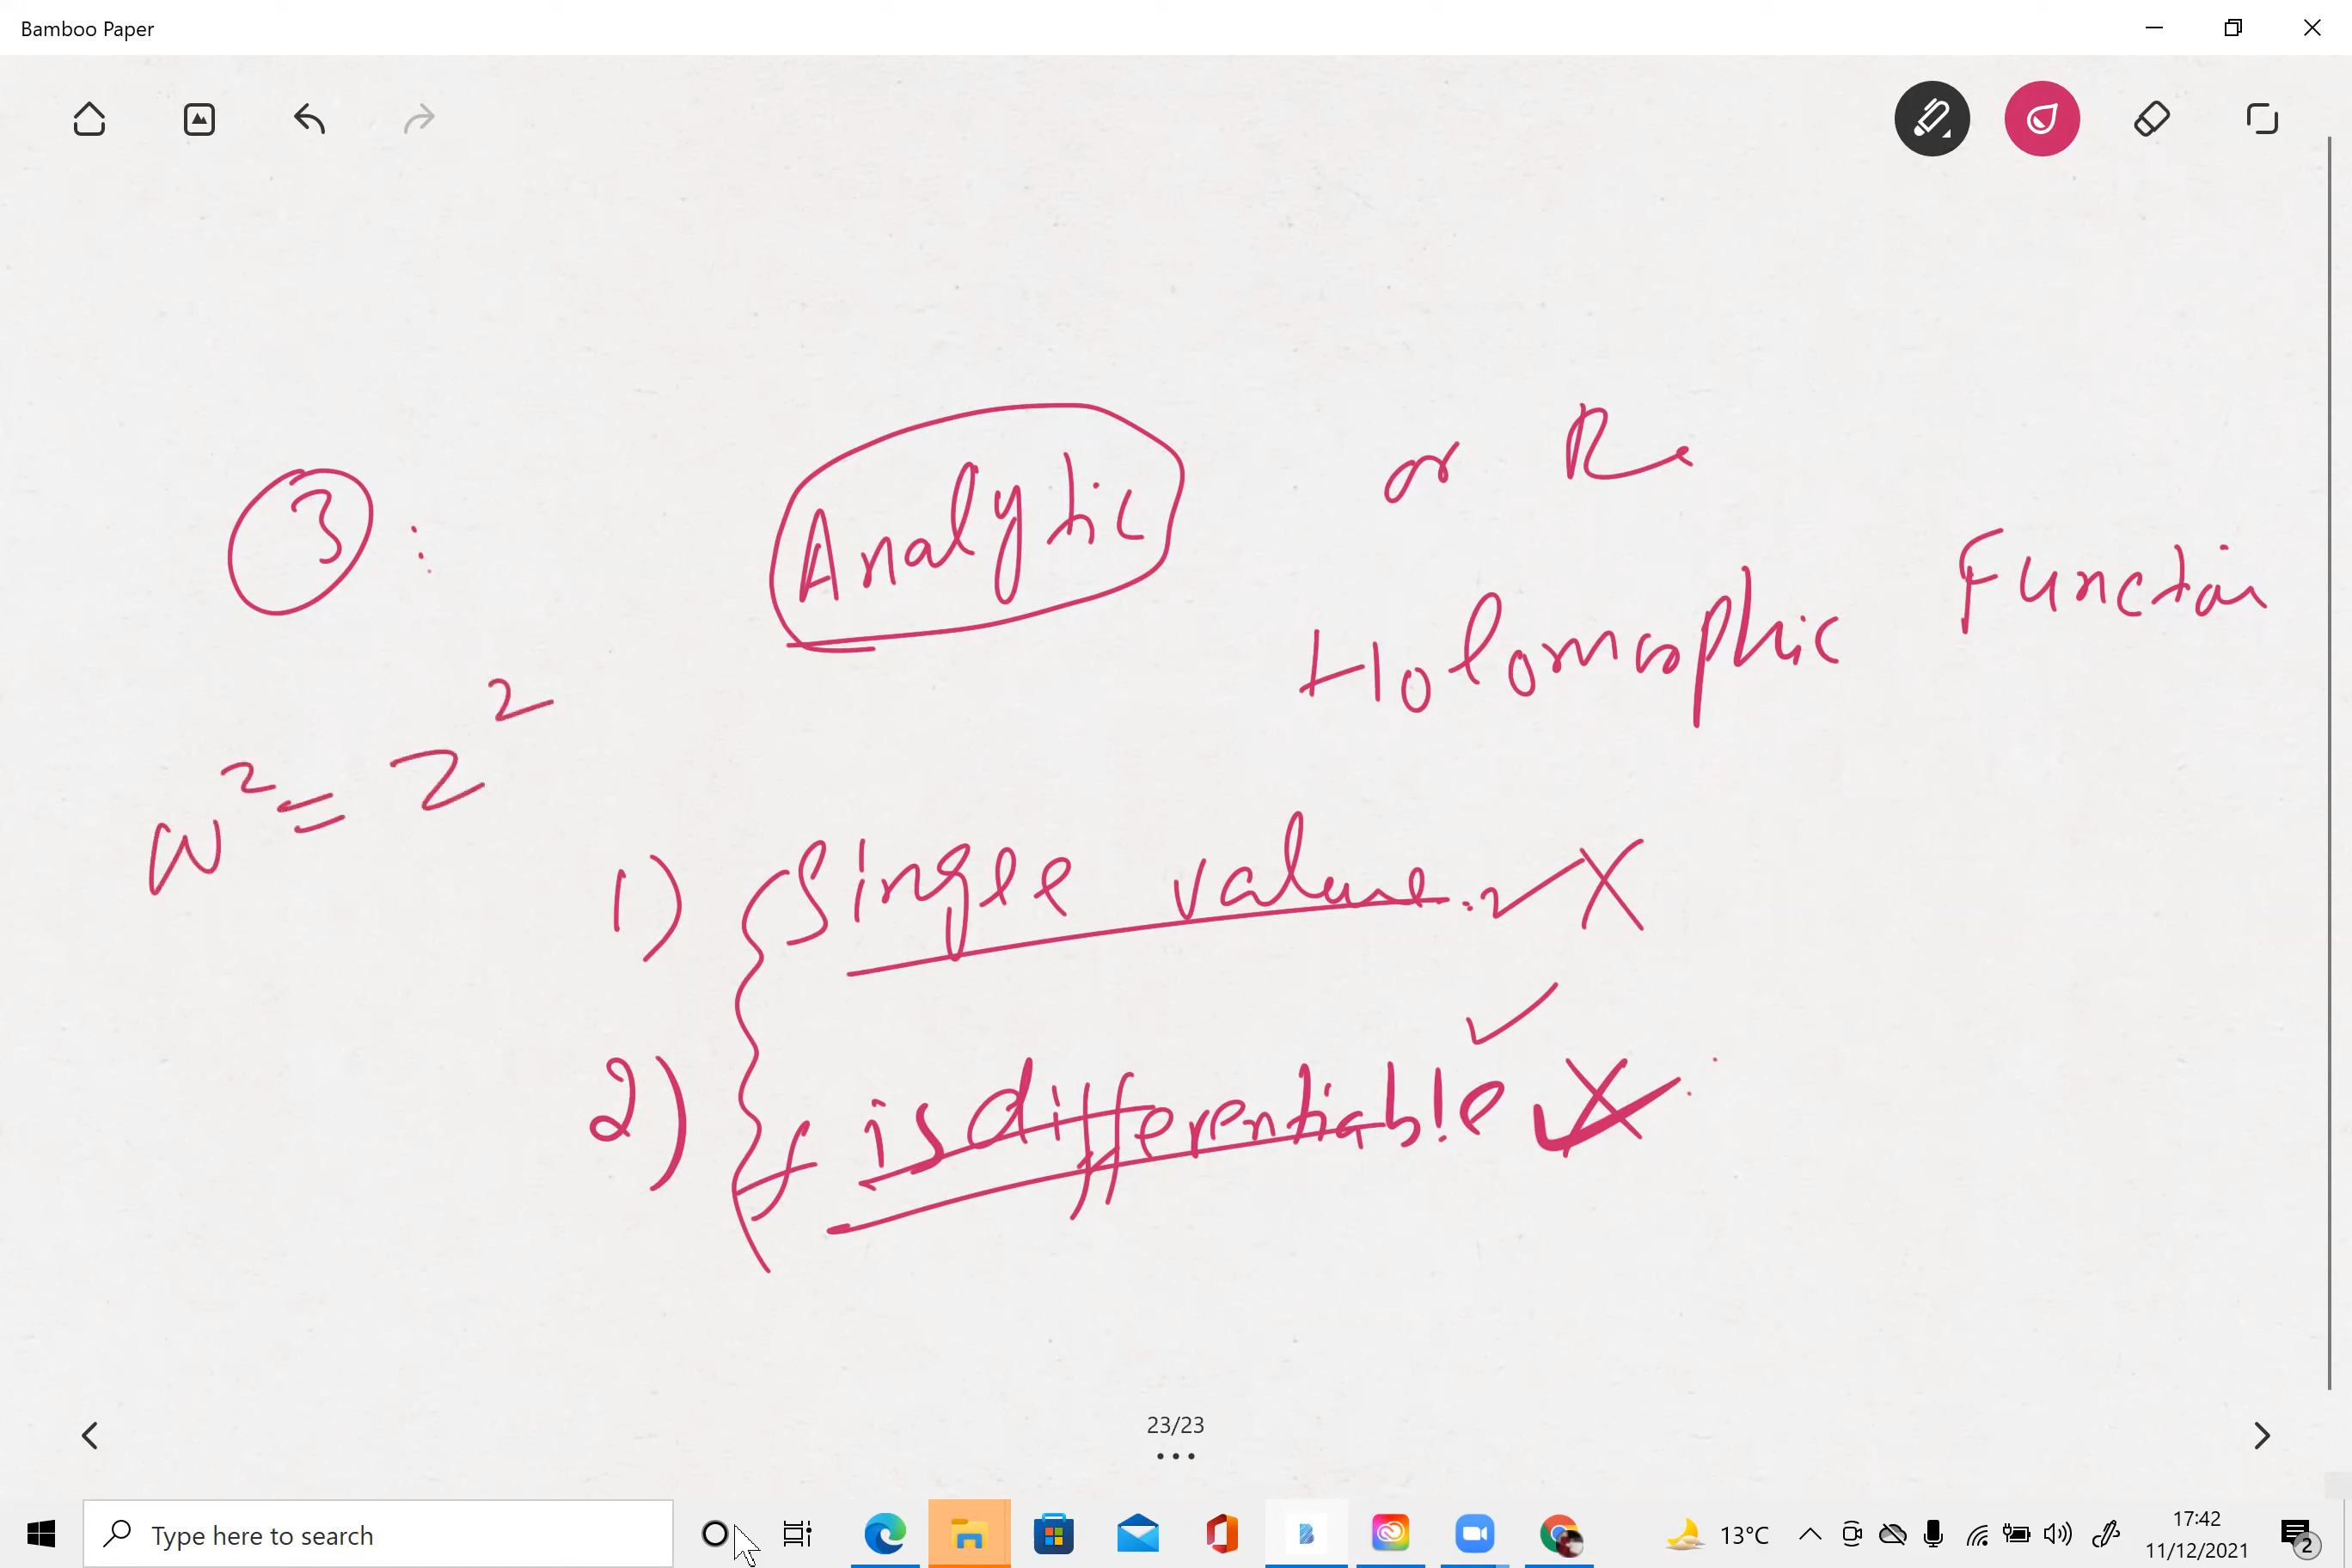 Bamboo Paper
3 :
Analytic or Re
Holomorphic Function
w² = z²
1) Single value. X
2) f is differentiable X
23/23
Type here to search
13°C
17:42
11/12/2021
2